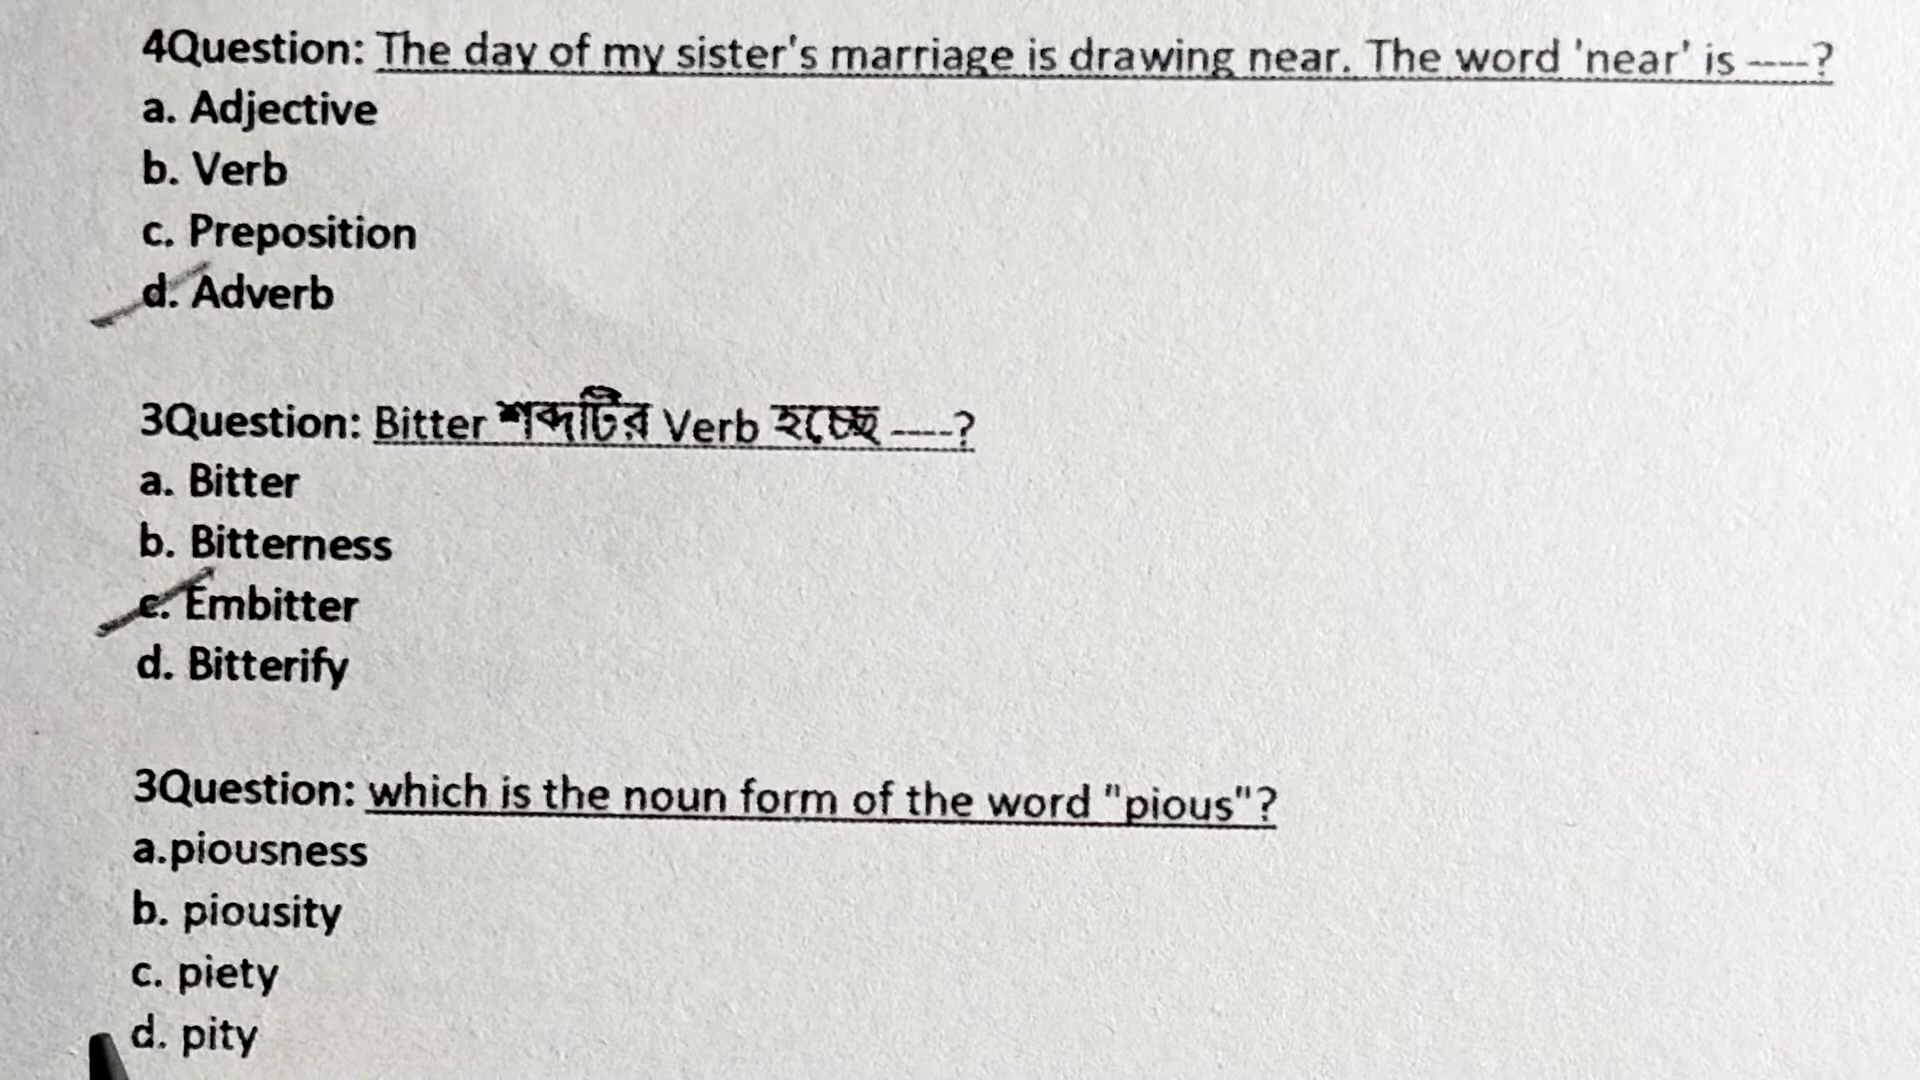 4Question: The day of my sister's marriage is drawing near. The word 'near' is ----?
a. Adjective
b. Verb
c. Preposition
d. Adverb
3Question: Bitter শব্দটির Verb হচ্ছে ----?
a. Bitter
b. Bitterness
c. Embitter
d. Bitterify
3Question: which is the noun form of the word "pious"?
a.piousness
b. piousity
c. piety
d. pity